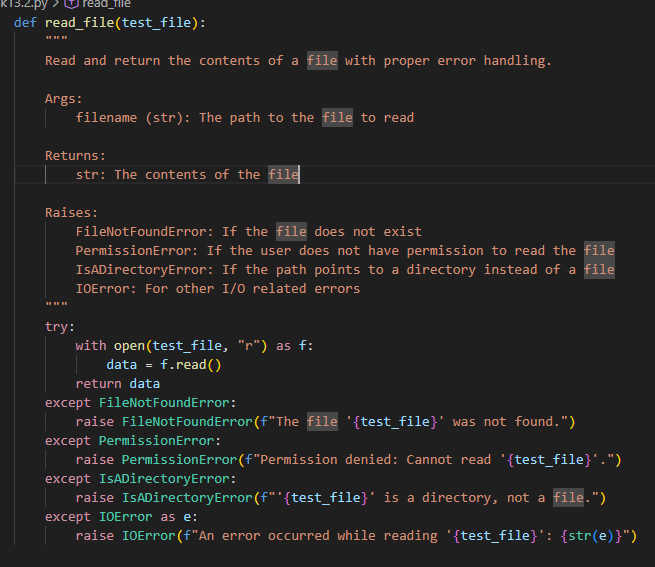 k13.2.py > read_file
def read_file(test_file):
    """
    Read and return the contents of a file with proper error handling.

    Args:
        filename (str): The path to the file to read

    Returns:
        str: The contents of the file

    Raises:
        FileNotFoundError: If the file does not exist
        PermissionError: If the user does not have permission to read the file
        IsADirectoryError: If the path points to a directory instead of a file
        IOError: For other I/O related errors
    """
    try:
        with open(test_file, "r") as f:
            data = f.read()
        return data
    except FileNotFoundError:
        raise FileNotFoundError(f"The file '{test_file}' was not found.")
    except PermissionError:
        raise PermissionError(f"Permission denied: Cannot read '{test_file}'.")
    except IsADirectoryError:
        raise IsADirectoryError(f"'{test_file}' is a directory, not a file.")
    except IOError as e:
        raise IOError(f"An error occurred while reading '{test_file}': {str(e)}")